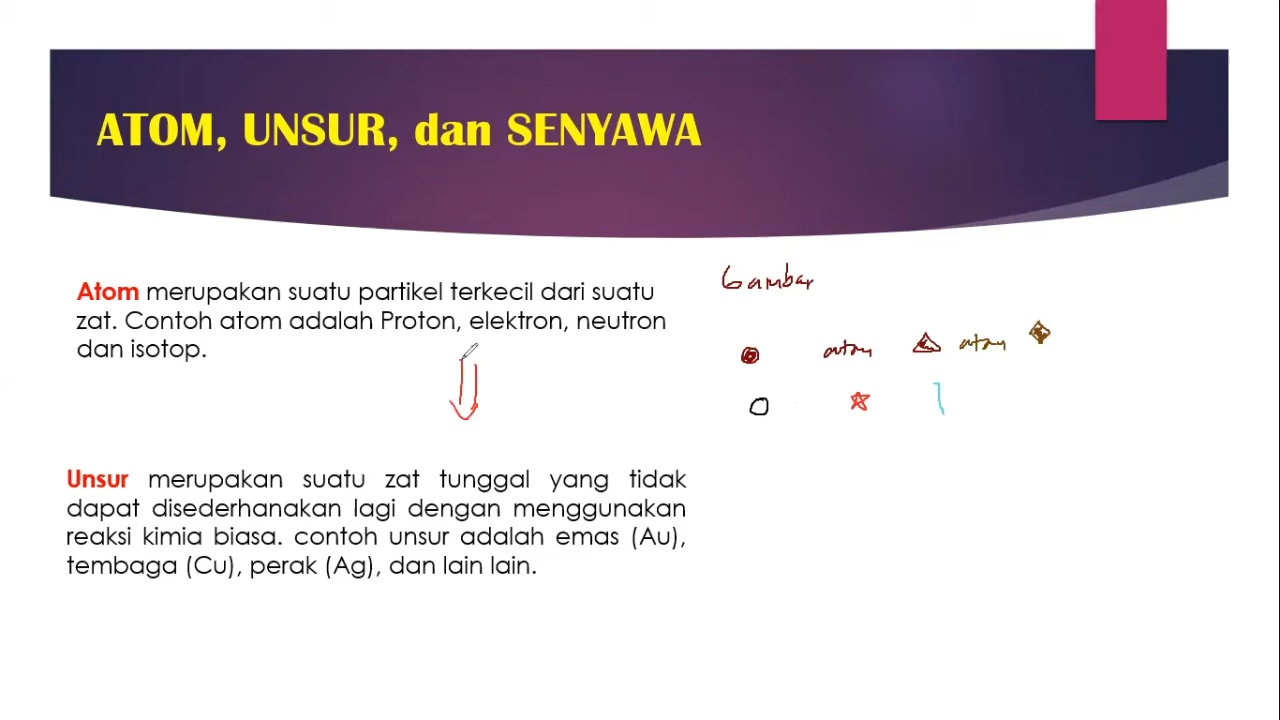 ATOM, UNSUR, dan SENYAWA
Atom merupakan suatu partikel terkecil dari suatu
zat. Contoh atom adalah Proton, elektron, neutron
dan isotop.
Unsur merupakan suatu zat tunggal yang tidak
dapat disederhanakan lagi dengan menggunakan
reaksi kimia biasa. contoh unsur adalah emas (Au),
tembaga (Cu), perak (Ag), dan lain lain.
Gambar
atau atau